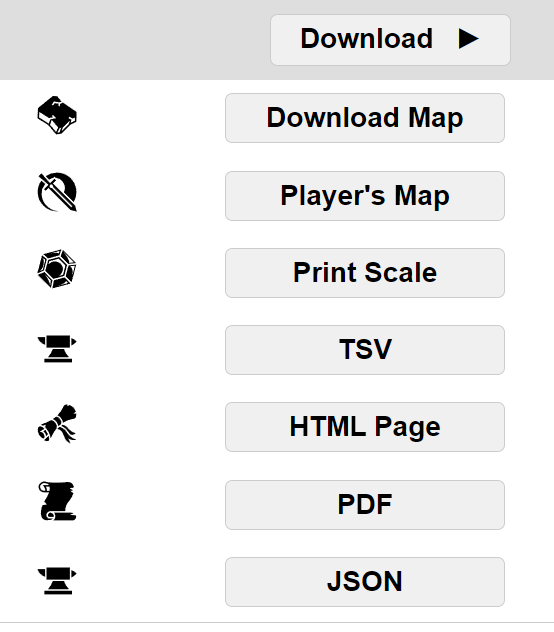 Download ▶
Download Map
Player's Map
Print Scale
TSV
HTML Page
PDF
JSON